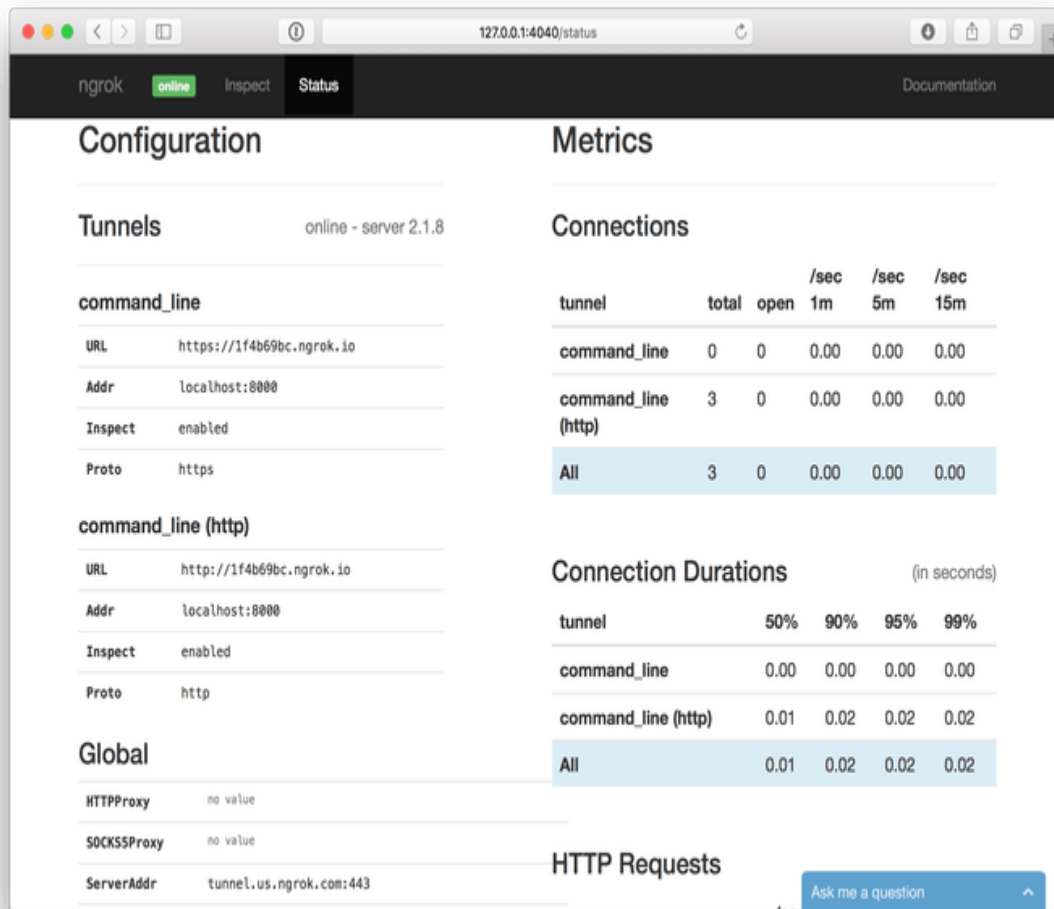 127.0.0.1:4040/status
ngrok online Inspect Status Documentation
Configuration
Tunnels online - server 2.1.8
command_line
URL https://1f4b69bc.ngrok.io
Addr localhost:8000
Inspect enabled
Proto https
command_line (http)
URL http://1f4b69bc.ngrok.io
Addr localhost:8000
Inspect enabled
Proto http
Global
HTTPProxy no value
SOCKS5Proxy no value
ServerAddr tunnel.us.ngrok.com:443
Metrics
Connections
/sec /sec /sec
tunnel total open 1m 5m 15m
command_line 0 0 0.00 0.00 0.00
command_line 3 0 0.00 0.00 0.00
(http)
All 3 0 0.00 0.00 0.00
Connection Durations (in seconds)
tunnel 50% 90% 95% 99%
command_line 0.00 0.00 0.00 0.00
command_line (http) 0.01 0.02 0.02 0.02
All 0.01 0.02 0.02 0.02
HTTP Requests
Ask me a question